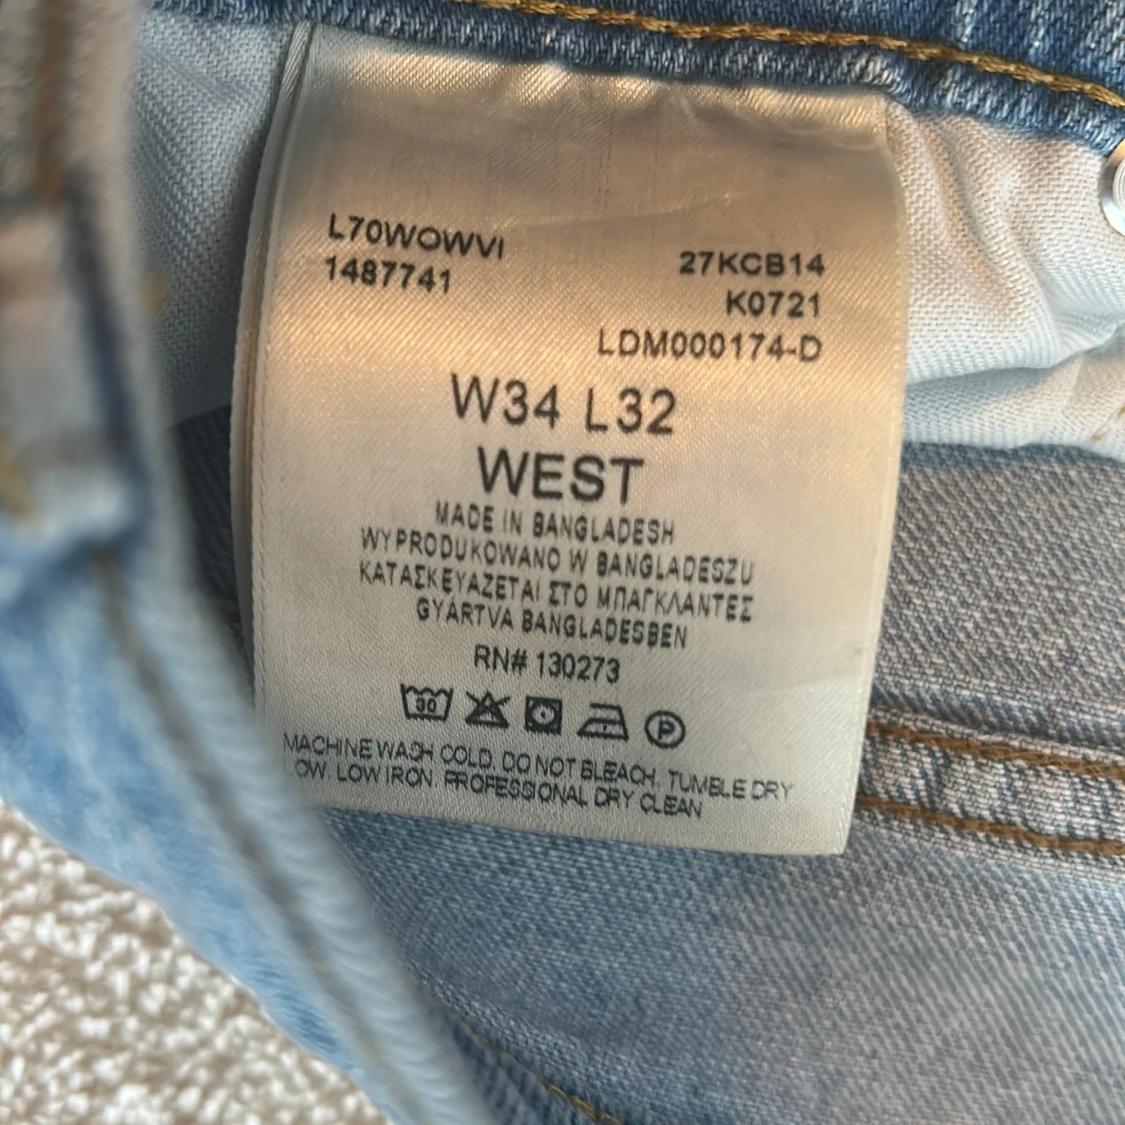 L70WOWVI
1487741
27KCB14
K0721
LDM000174-D
W34 L32
WEST
MADE IN BANGLADESH
WYPRODUKOWANO W BANGLADESZU
ΚΑΤΑΣΚΕΥΑΖΕΤΑΙ ΣΤΟ ΜΠΑΓΚΛΑΝΤΕΣ
GYÁRTVA BANGLADESBEN
RN# 130273
30
P
MACHINE WASH COLD. DO NOT BLEACH. TUMBLE DRY
LOW. LOW IRON. PROFESSIONAL DRY CLEAN